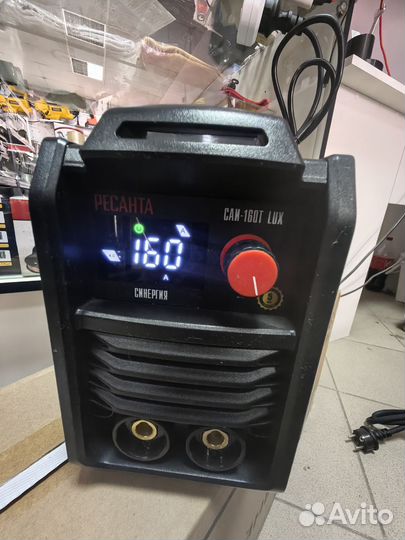 РЕСАНТА
САИ-160Т LUX
160
A
СИНЕРГИЯ
Avito